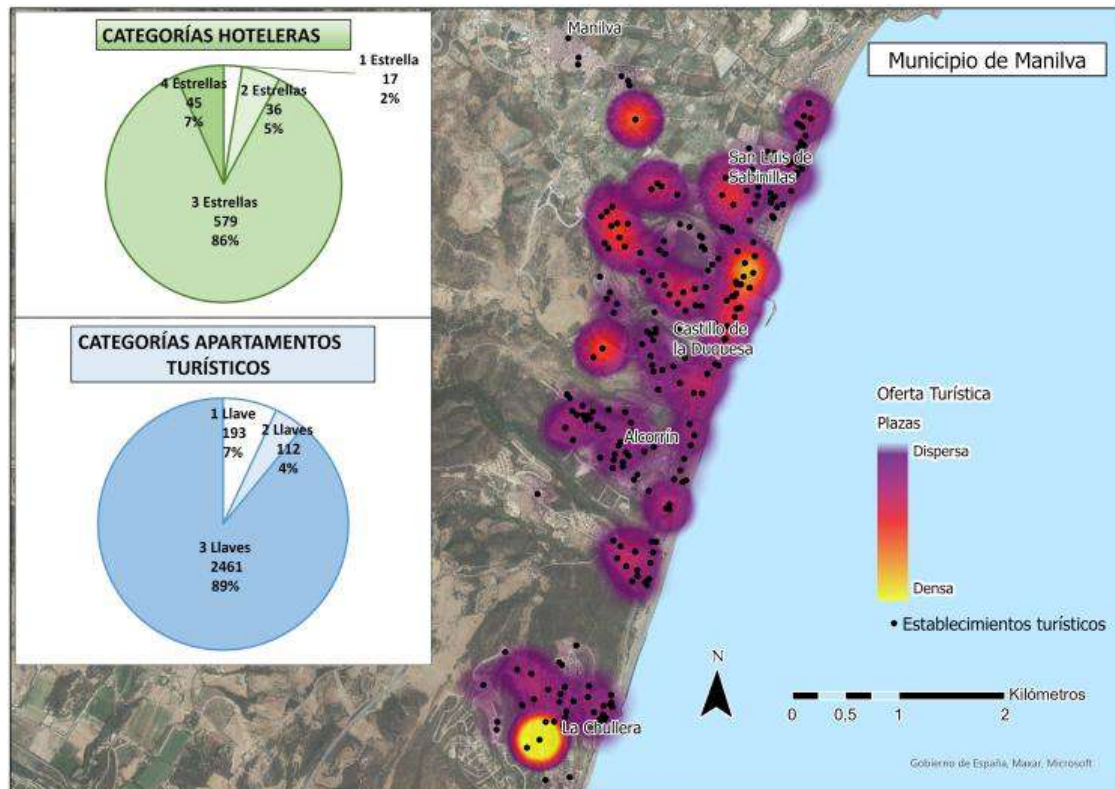 CATEGORÍAS HOTELERAS
1 Estrella
17
2%
4 Estrellas
45
7%
2 Estrellas
36
5%
3 Estrellas
579
86%
CATEGORÍAS APARTAMENTOS
TURÍSTICOS
1 Llave
193
7%
2 Llaves
112
4%
3 Llaves
2461
89%
Manilva
Municipio de Manilva
San Luis de
Sabinillas
Castillo de
la Duquesa
Alcorrín
La Chullera
Oferta Turística
Plazas
Dispersa
Densa
Establecimientos turísticos
N
Kilómetros
0 0,5 1 2
Gobierno de España, Maxar, Microsoft